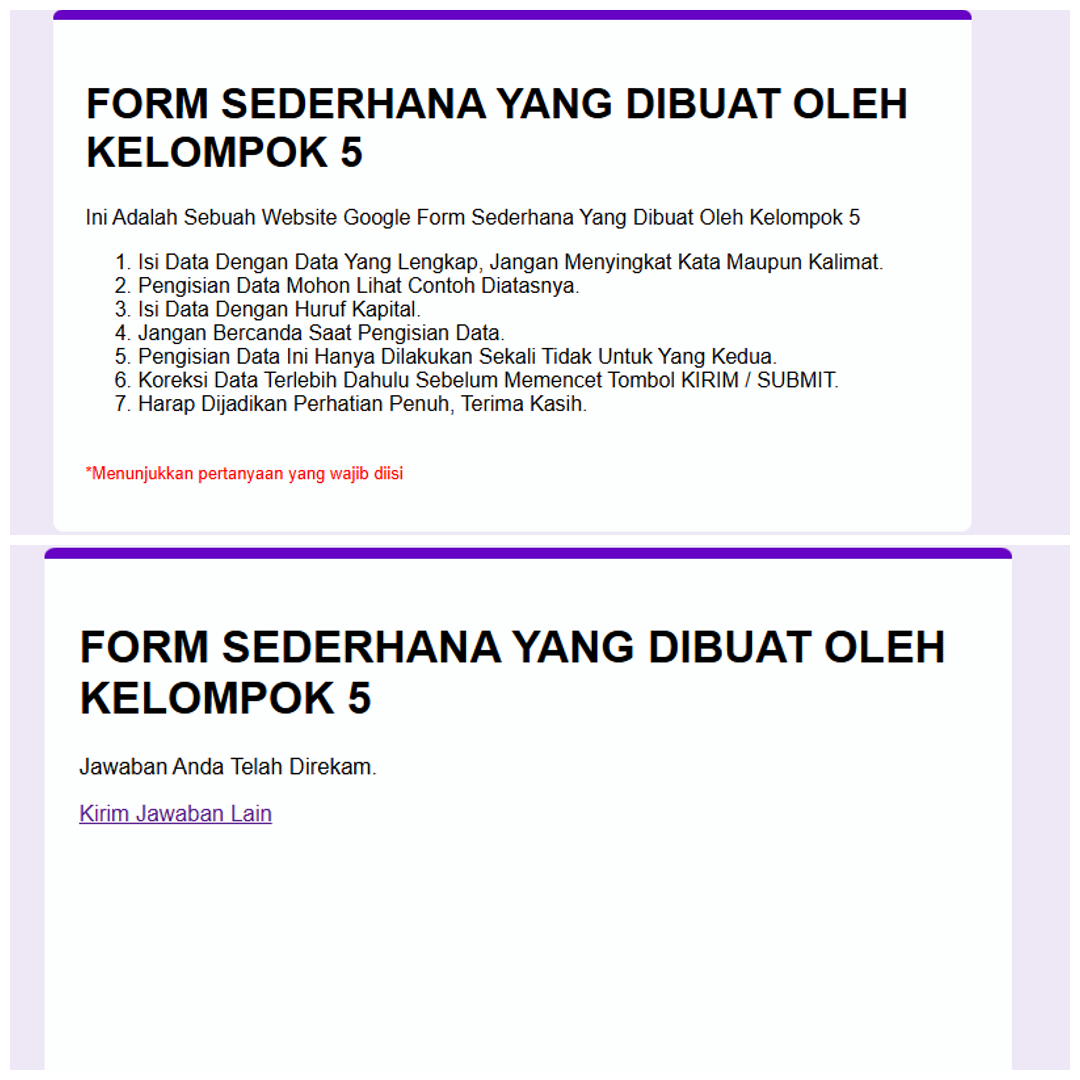 FORM SEDERHANA YANG DIBUAT OLEH
KELOMPOK 5
Ini Adalah Sebuah Website Google Form Sederhana Yang Dibuat Oleh Kelompok 5
1. Isi Data Dengan Data Yang Lengkap, Jangan Menyingkat Kata Maupun Kalimat.
2. Pengisian Data Mohon Lihat Contoh Diatasnya.
3. Isi Data Dengan Huruf Kapital.
4. Jangan Bercanda Saat Pengisian Data.
5. Pengisian Data Ini Hanya Dilakukan Sekali Tidak Untuk Yang Kedua.
6. Koreksi Data Terlebih Dahulu Sebelum Memencet Tombol KIRIM / SUBMIT.
7. Harap Dijadikan Perhatian Penuh, Terima Kasih.
*Menunjukkan pertanyaan yang wajib diisi
FORM SEDERHANA YANG DIBUAT OLEH
KELOMPOK 5
Jawaban Anda Telah Direkam.
Kirim Jawaban Lain